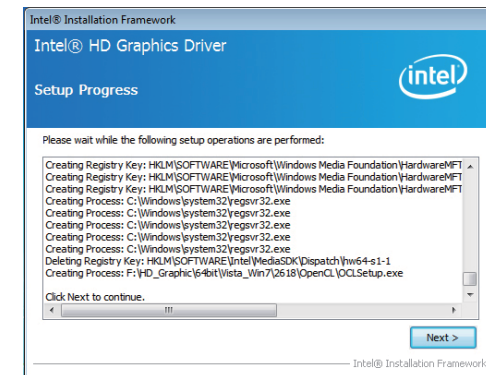 Intel® Installation Framework
Intel® HD Graphics Driver
intel
Setup Progress
Please wait while the following setup operations are performed:
Creating Registry Key: HKLM\SOFTWARE\Microsoft\Windows Media Foundation\HardwareMFT
Creating Registry Key: HKLM\SOFTWARE\Microsoft\Windows Media Foundation\HardwareMFT
Creating Registry Key: HKLM\SOFTWARE\Microsoft\Windows Media Foundation\HardwareMFT
Creating Process: C:\Windows\system32\regsvr32.exe
Creating Process: C:\Windows\system32\regsvr32.exe
Creating Process: C:\Windows\system32\regsvr32.exe
Creating Process: C:\Windows\system32\regsvr32.exe
Creating Process: C:\Windows\system32\regsvr32.exe
Deleting Registry Key: HKLM\SOFTWARE\Intel\MediaSDK\Dispatch\hw64-s1-1
Creating Process: F:\HD_Graphic\64bit\Vista_Win7\2618\OpenCL\OCLSetup.exe
Click Next to continue.
Next >
Intel® Installation Framework